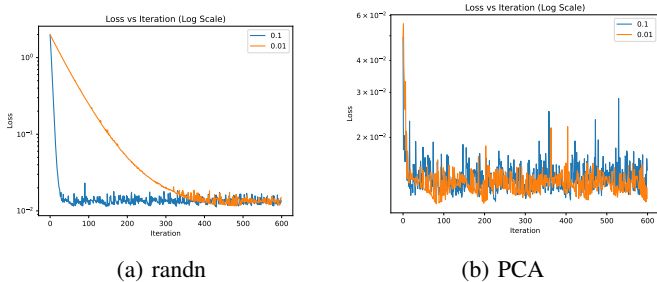 Loss vs Iteration (Log Scale)
0.1
0.01
10⁰
10⁻¹
10⁻²
Loss
0 100 200 300 400 500 600
Iteration
(a) randn
Loss vs Iteration (Log Scale)
0.1
0.01
6 × 10⁻²
4 × 10⁻²
3 × 10⁻²
2 × 10⁻²
Loss
0 100 200 300 400 500 600
Iteration
(b) PCA